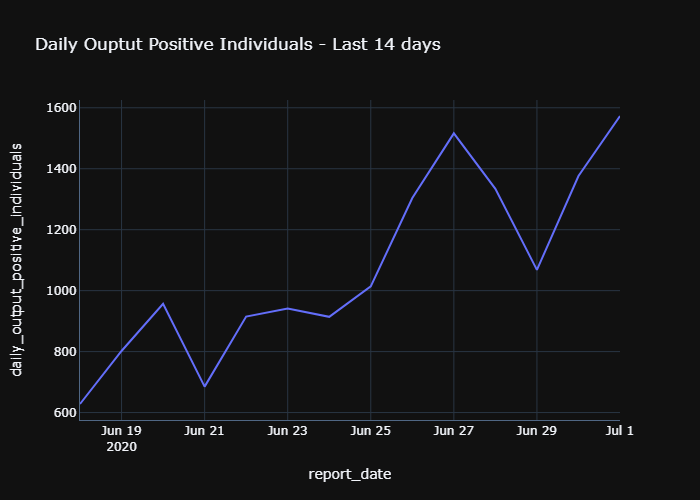 Daily Ouptut Positive Individuals - Last 14 days
daily_output_positive_individuals
1600
1400
1200
1000
800
600
Jun 19 Jun 21 Jun 23 Jun 25 Jun 27 Jun 29 Jul 1
2020
report_date